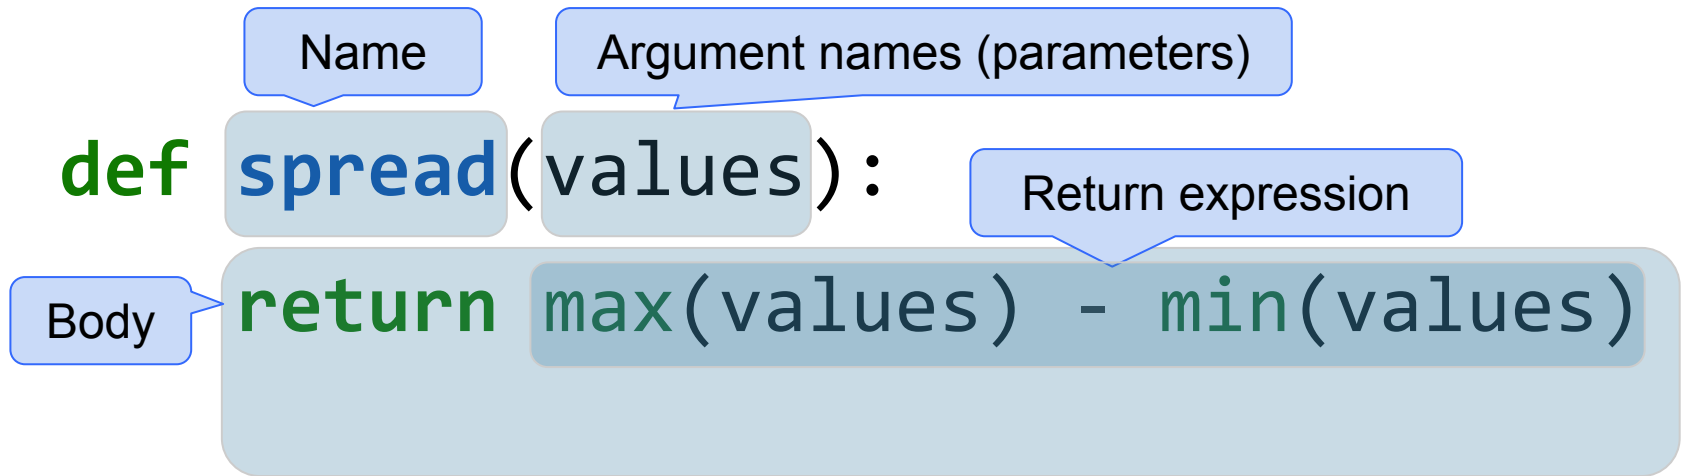 Name
Argument names (parameters)
def spread(values):
Return expression
Body
return max(values) - min(values)